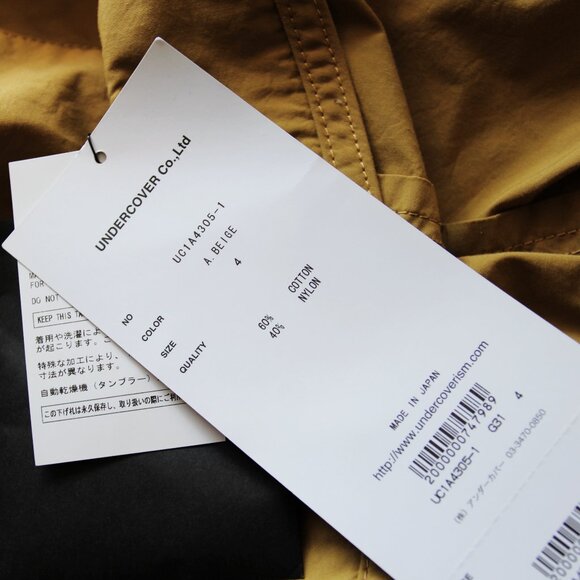 UNDERCOVER Co.,Ltd
NO UC1A4305-1
COLOR A. BEIGE
SIZE 4
QUALITY 60% COTTON
40% NYLON
MADE IN JAPAN
http://www.undercoverism.com
2000000747989
UC1A4305-1 G31 4
(株) アンダーカバー 03-3470-0850
FOR
DO NOT
KEEP THIS TA
着用や洗濯によ
が起こります。こ
特殊な加工により、
寸法が異なります。
自動乾燥機(タンブラー)
この下げ札は永久保存し、取り扱いの際にご利